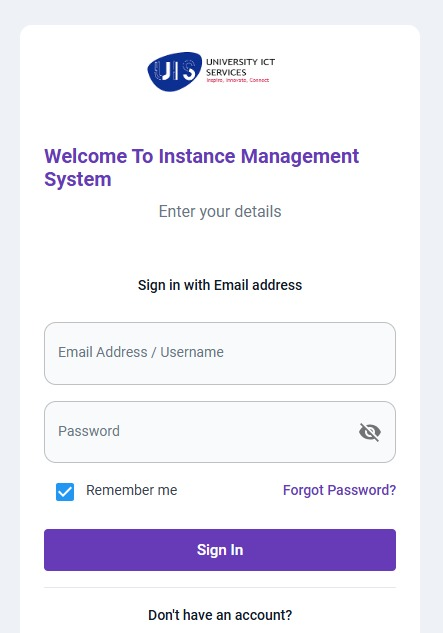 UIS
UNIVERSITY ICT
SERVICES
Inspire, Innovate, Connect
Welcome To Instance Management
System
Enter your details
Sign in with Email address
Email Address / Username
Password
Remember me
Forgot Password?
Sign In
Don't have an account?